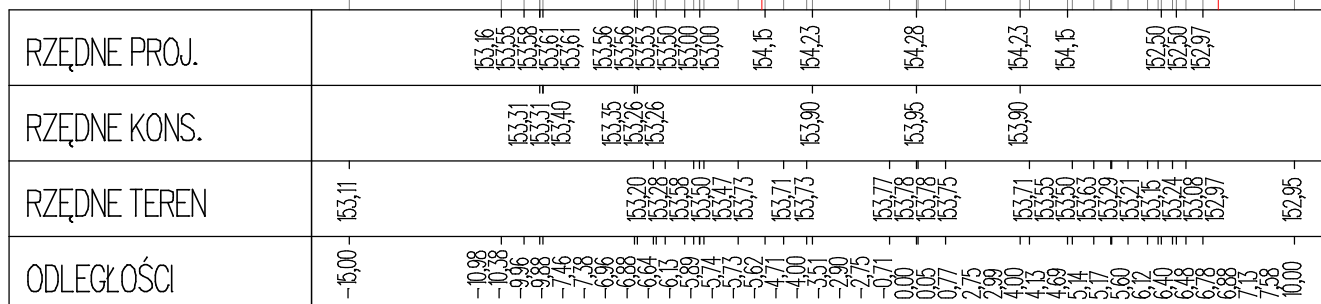 RZĘDNE PROJ. 153,16 153,55 153,58 153,58 153,61 153,61 153,56 153,56 153,53 153,50 153,00 153,00 154,15 154,23 154,28 154,23 154,15 152,50 152,50 152,97
RZĘDNE KONS. 153,31 153,31 153,40 153,35 153,26 153,26 153,90 153,95 153,90
RZĘDNE TEREN 153,11 153,20 153,28 153,58 153,50 153,47 153,73 153,71 153,73 153,77 153,78 153,78 153,75 153,71 153,55 153,50 153,63 153,29 153,21 153,15 153,24 153,08 152,97 152,95
ODLEGŁOŚCI -15,00 -10,98 -10,38 -9,96 -9,88 -7,46 -7,38 -6,96 -6,88 -6,64 -6,13 -5,89 -5,74 -5,73 -5,62 -4,71 -4,00 -3,51 -2,90 -2,75 -0,71 0,00 0,05 0,77 2,75 2,99 4,00 4,13 4,69 5,14 5,17 5,60 6,12 6,14 6,40 6,48 6,78 6,88 7,13 7,58 10,00